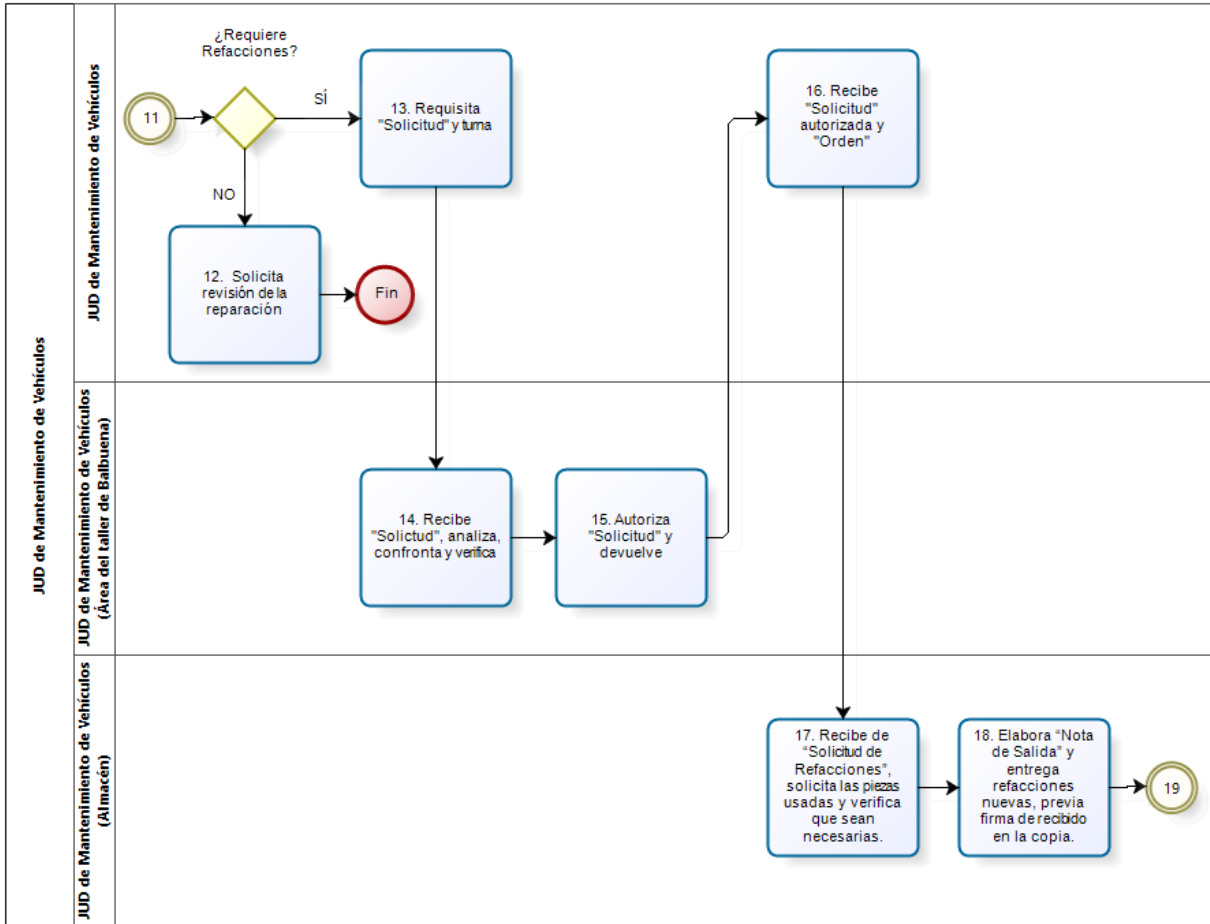 JUD de Mantenimiento de Vehículos
JUD de Mantenimiento de Vehículos
¿Requiere
Refacciones?
11
SÍ
NO
13. Requisita
"Solicitud" y turna
16. Recibe
"Solicitud"
autorizada y
"Orden"
12. Solicita
revisión de la
reparación
Fin
JUD de Mantenimiento de Vehículos
(Área del taller de Balbuena)
14. Recibe
"Solictud", analiza,
confronta y verifica
15. Autoriza
"Solicitud" y
devuelve
JUD de Mantenimiento de Vehículos
(Almacén)
17. Recibe de
“Solicitud de
Refacciones”,
solicita las piezas
usadas y verifica
que sean
necesarias.
18. Elabora “Nota
de Salida” y
entrega
refacciones
nuevas, previa
firma de recibido
en la copia.
19